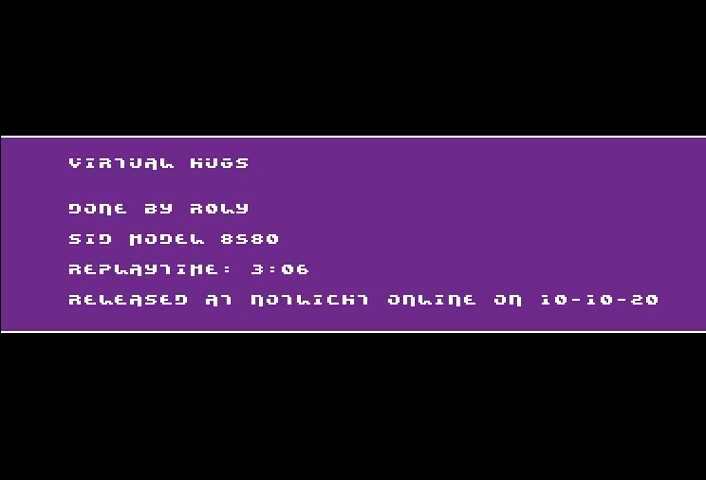 VIRTUAL HUGS
DONE BY ROLY
SID MODEL 8580
REPLAYTIME: 3:06
RELEASED AT NOTLICHT ONLINE ON 10-10-20